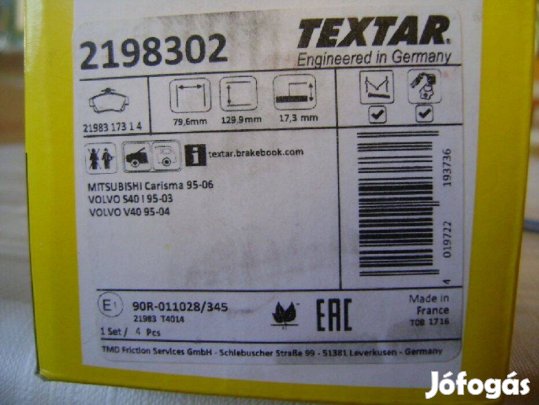 2198302
TEXTAR
Engineered in Germany
21983 173 1 4
79,6mm
129,9mm
17,3 mm
i textar.brakebook.com
MITSUBISHI Carisma 95-06
VOLVO S40 I 95-03
VOLVO V40 95-04
4 019722 193736
E1
90R-011028/345
21983 T4014
1 Set / 4 Pcs
EAC
Made in
France
TOB 1716
TMD Friction Services GmbH - Schlebuscher Straße 99 - 51381 Leverkusen - Germany
Jófogás